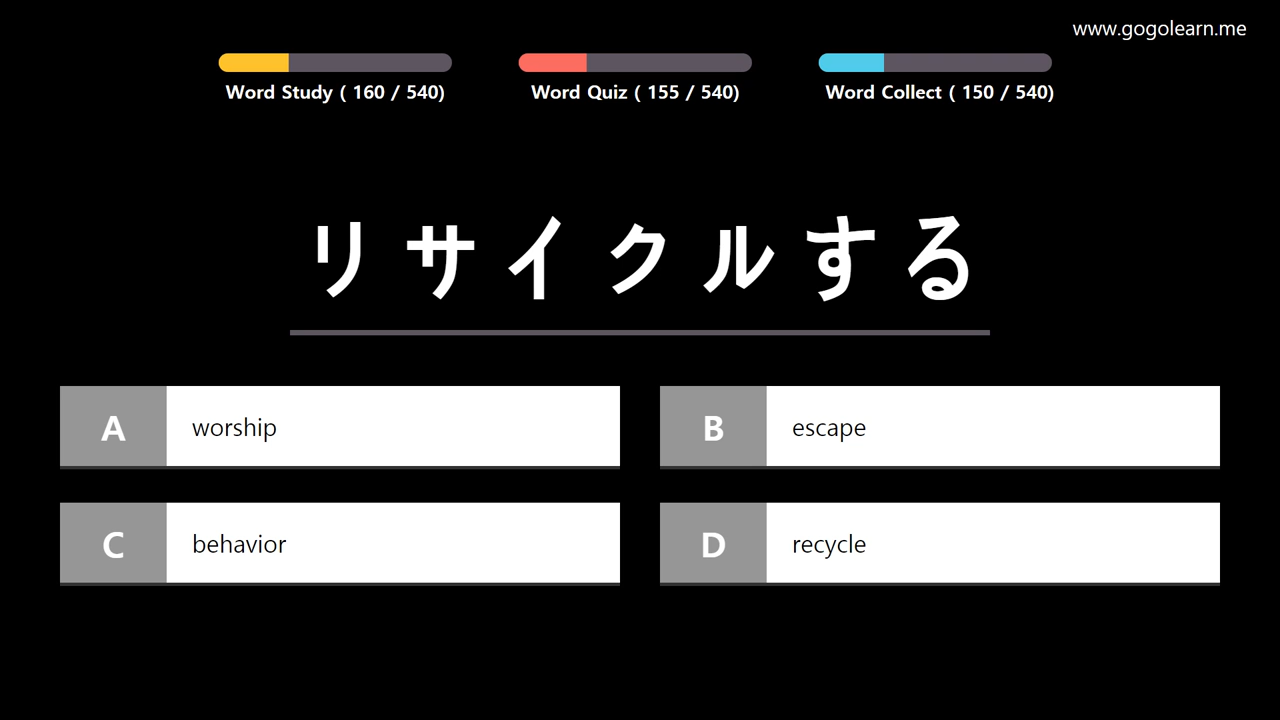 www.gogolearn.me
Word Study ( 160 / 540)
Word Quiz ( 155 / 540)
Word Collect ( 150 / 540)
リサイクルする
A worship
B escape
C behavior
D recycle